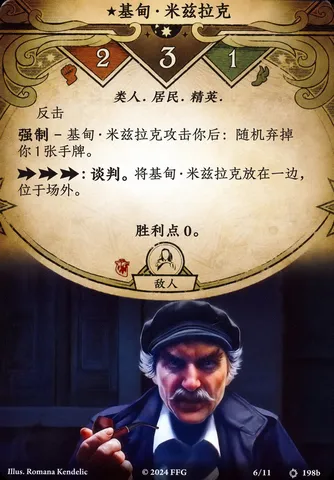 ★基甸·米兹拉克
2 3 1
类人. 居民. 精英.
反击
强制 – 基甸·米兹拉克攻击你后：随机弃掉
你1张手牌。
：谈判。将基甸·米兹拉克放在一边，
位于场外。
胜利点 0。
敌人
Illus. Romana Kendelic © 2024 FFG 6/11 198b